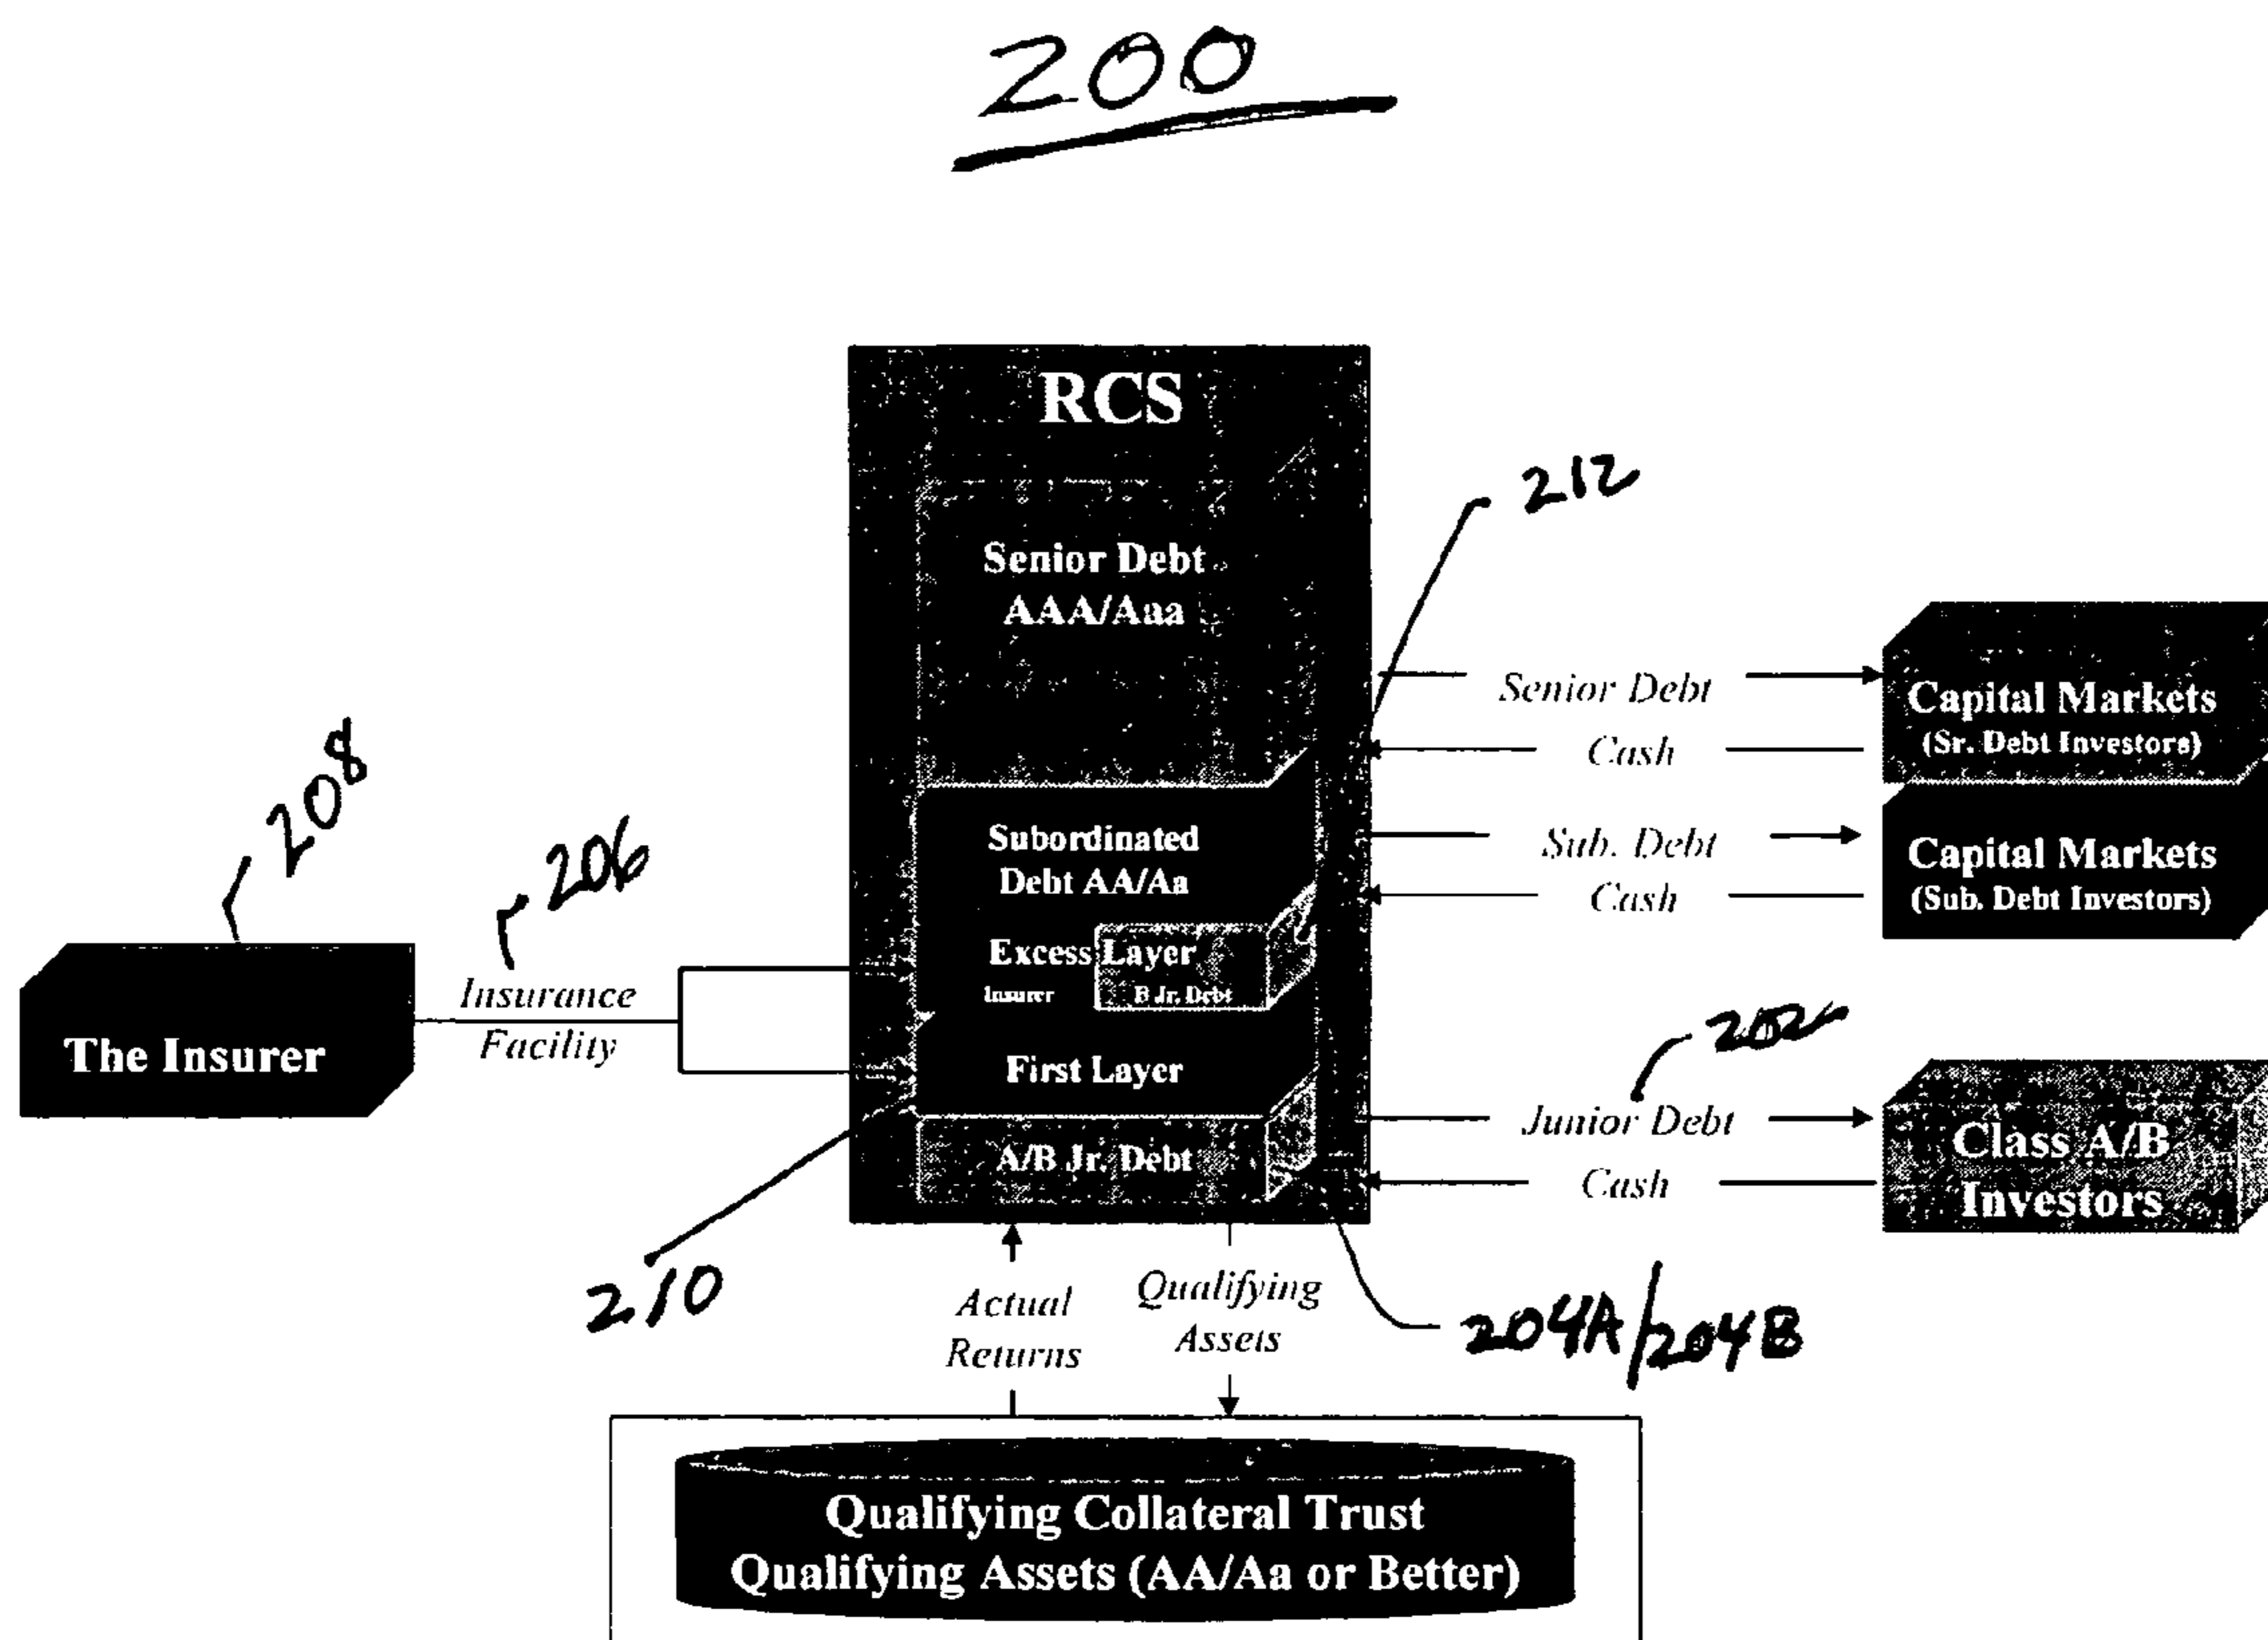 200
RCS
Senior Debt
AAA/Aaa
212
Senior Debt
Cash
Capital Markets
(Sr. Debt Investors)
208
206
Subordinated
Debt AA/Aa
Sub. Debt
Cash
Capital Markets
(Sub. Debt Investors)
Excess Layer
Insurer
B Jr. Debt
Insurance
Facility
The Insurer
First Layer
202
Junior Debt
Cash
Class A/B
Investors
A/B Jr. Debt
210
Actual
Returns
Qualifying
Assets
204A/204B
Qualifying Collateral Trust
Qualifying Assets (AA/Aa or Better)